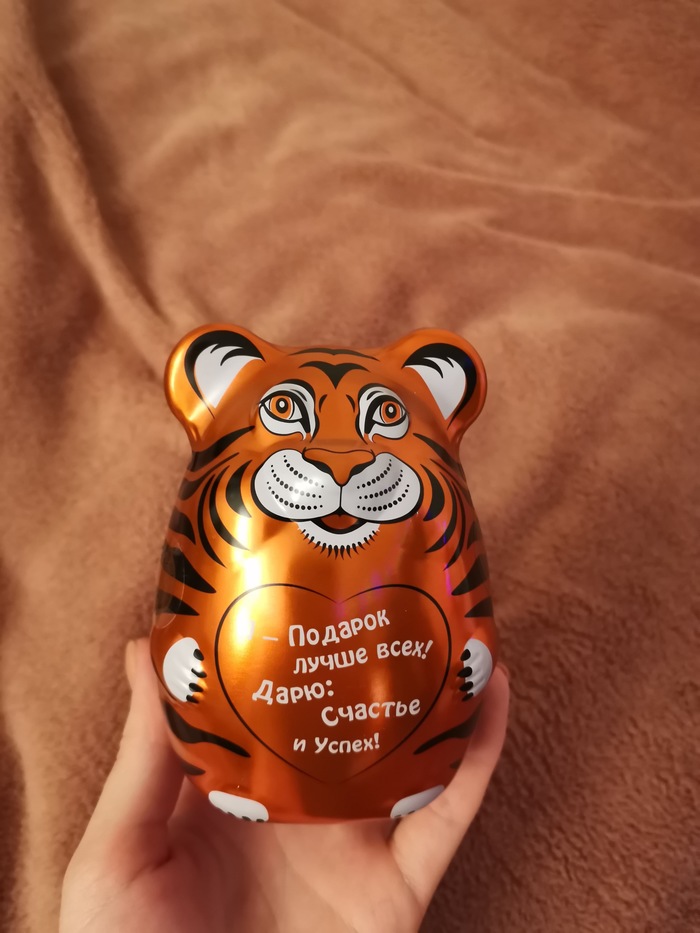 – Подарок
лучше всех!
Дарю:
Счастье
и Успех!